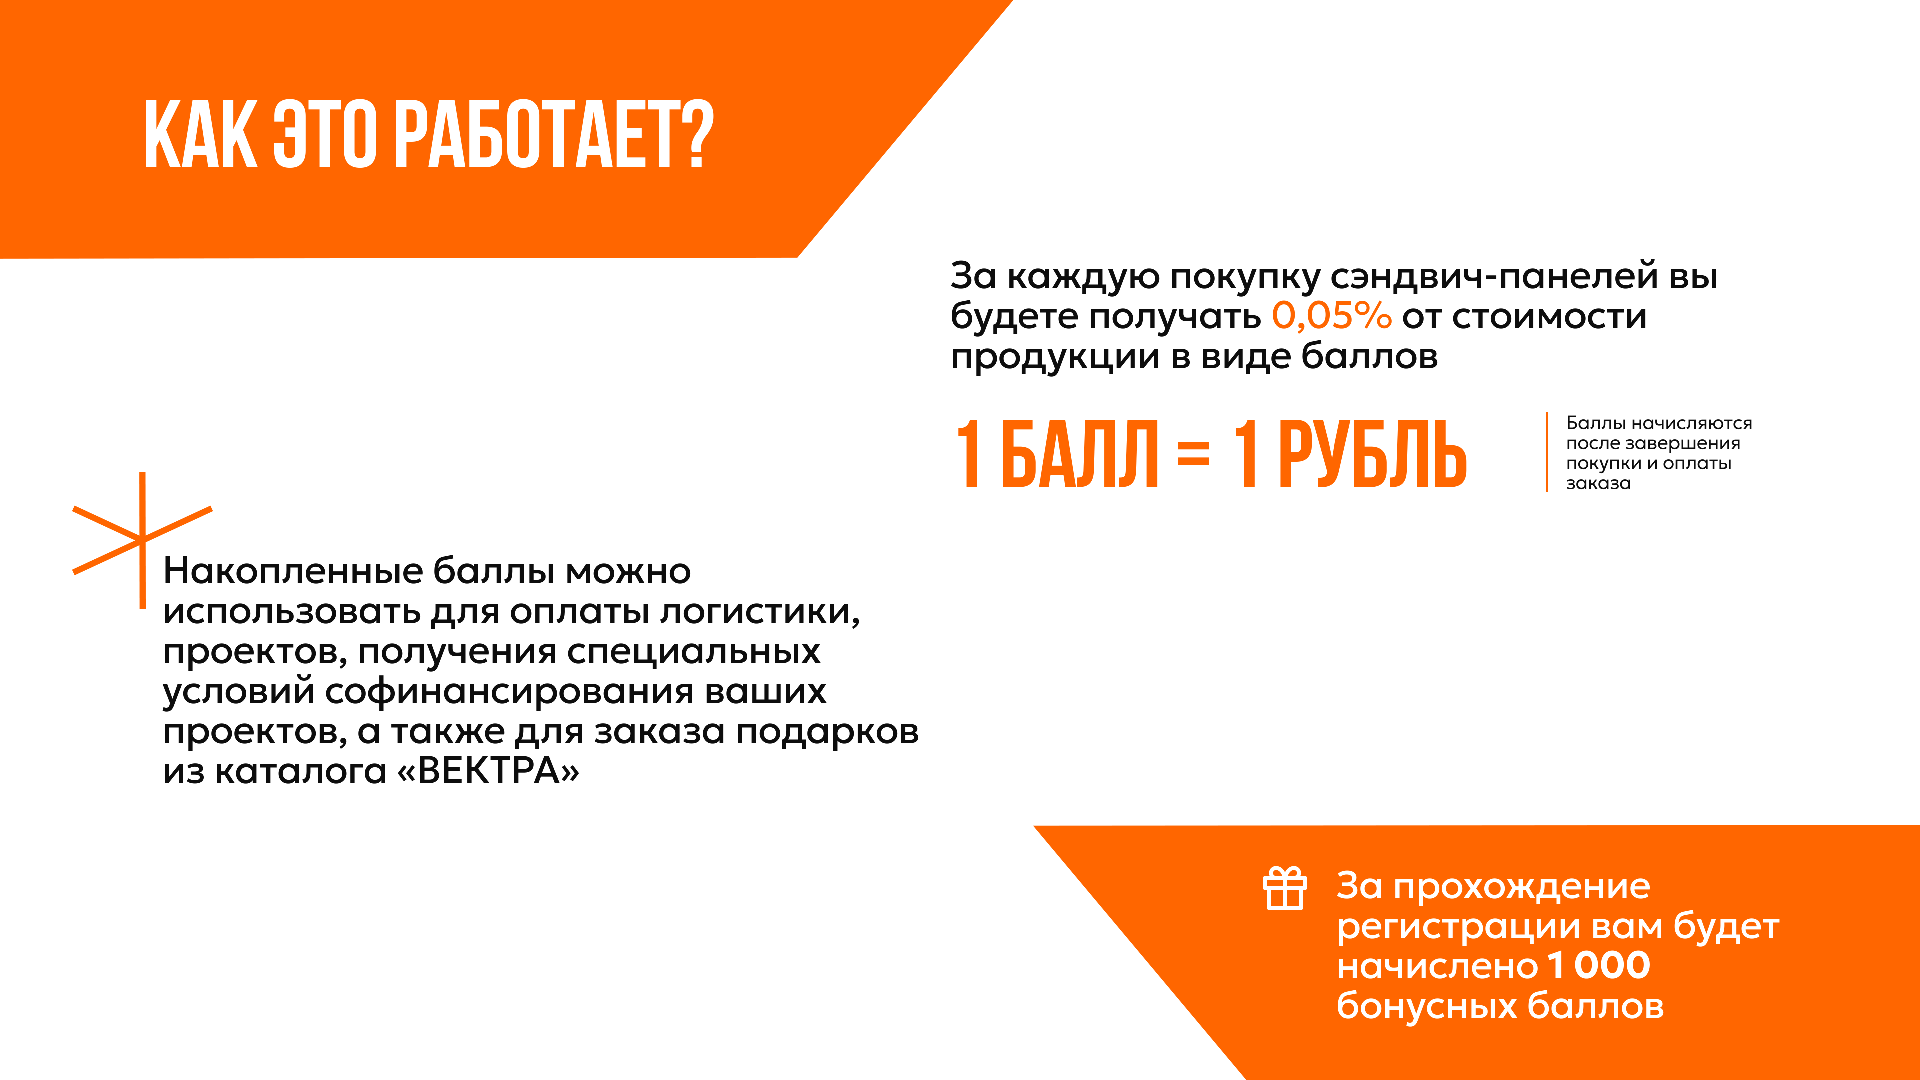 КАК ЭТО РАБОТАЕТ?
За каждую покупку сэндвич-панелей вы
будете получать 0,05% от стоимости
продукции в виде баллов
1 БАЛЛ = 1 РУБЛЬ
Баллы начисляются
после завершения
покупки и оплаты
заказа
Накопленные баллы можно
использовать для оплаты логистики,
проектов, получения специальных
условий софинансирования ваших
проектов, а также для заказа подарков
из каталога «ВЕКТРА»
За прохождение
регистрации вам будет
начислено 1 000
бонусных баллов